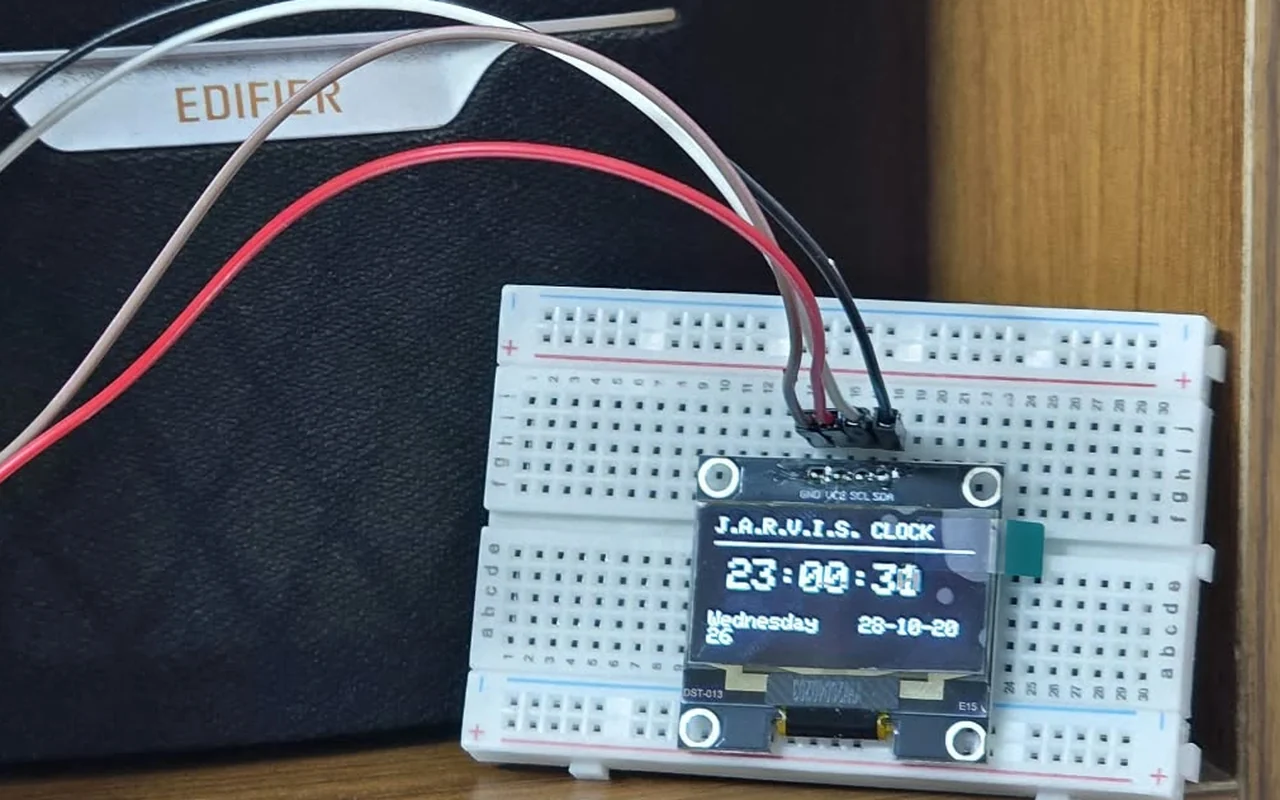 EDIFIER
GND VCC SCL SDA
J.A.R.V.I.S. CLOCK
23:00:31
Wednesday 28-10-20
26
DST-013
E15